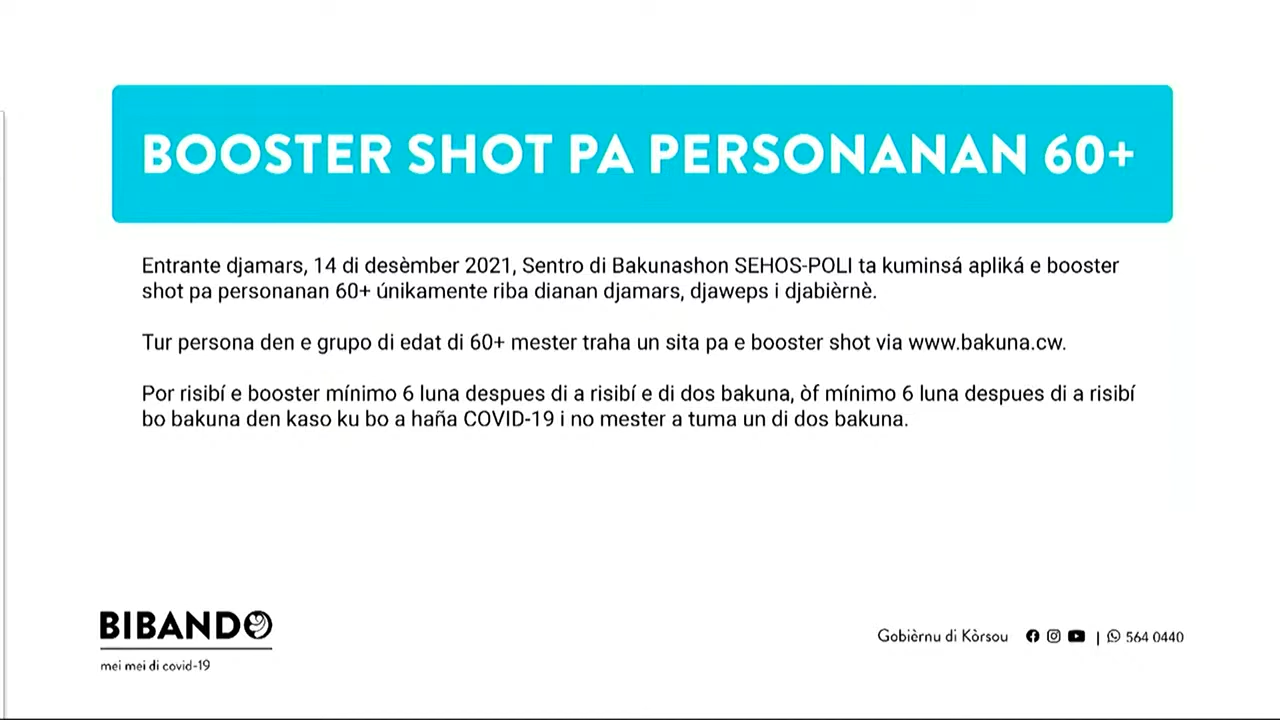 BOOSTER SHOT PA PERSONANAN 60+
Entrante djamars, 14 di desèmber 2021, Sentro di Bakunashon SEHOS-POLI ta kuminsá apliká e booster
shot pa personanan 60+ únikamente riba dianan djamars, djaweps i djabièrnè.
Tur persona den e grupo di edat di 60+ mester traha un sita pa e booster shot via www.bakuna.cw.
Por risibí e booster mínimo 6 luna despues di a risibí e di dos bakuna, òf mínimo 6 luna despues di a risibí
bo bakuna den kaso ku bo a haña COVID-19 i no mester a tuma un di dos bakuna.
BIBANDO
mei mei di covid-19
Gobièrnu di Kòrsou | 564 0440